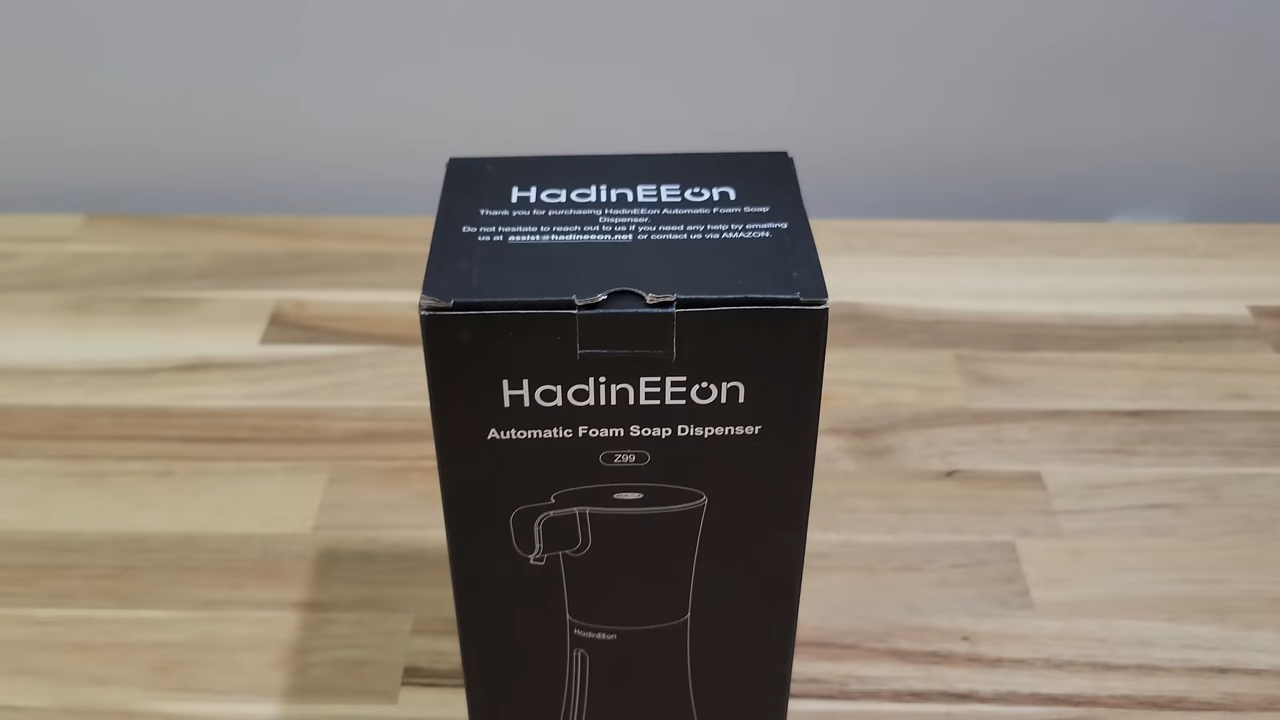 HadinEEon
Thank you for purchasing HadinEEon Automatic Foam Soap
Dispenser.
Do not hesitate to reach out to us if you need any help by emailing
us at assist@hadineeon.net or contact us via AMAZON.
HadinEEon
Automatic Foam Soap Dispenser
Z99
HadinEEon